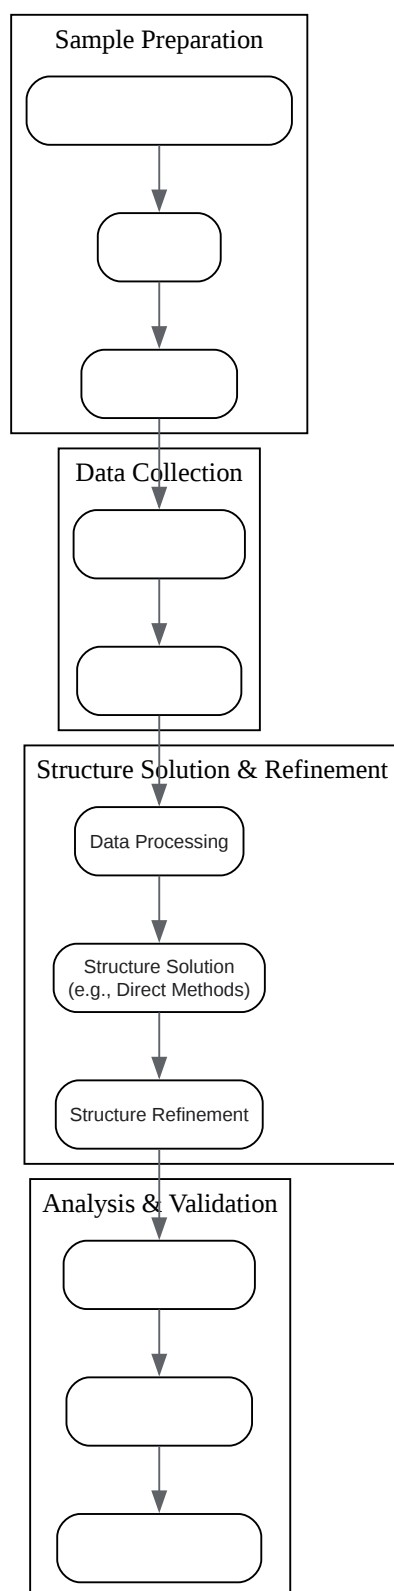 Sample Preparation
Data Collection
Structure Solution & Refinement
Data Processing
Structure Solution
(e.g., Direct Methods)
Structure Refinement
Analysis & Validation